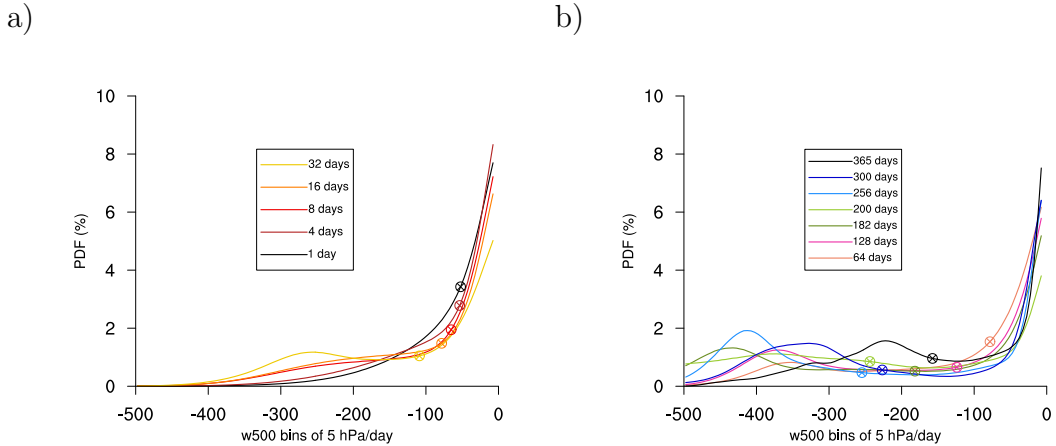 a)
10
8
6
4
2
0
PDF (%)
32 days
16 days
8 days
4 days
1 day
-500 -400 -300 -200 -100 0
w500 bins of 5 hPa/day
b)
10
8
6
4
2
0
PDF (%)
365 days
300 days
256 days
200 days
182 days
128 days
64 days
-500 -400 -300 -200 -100 0
w500 bins of 5 hPa/day